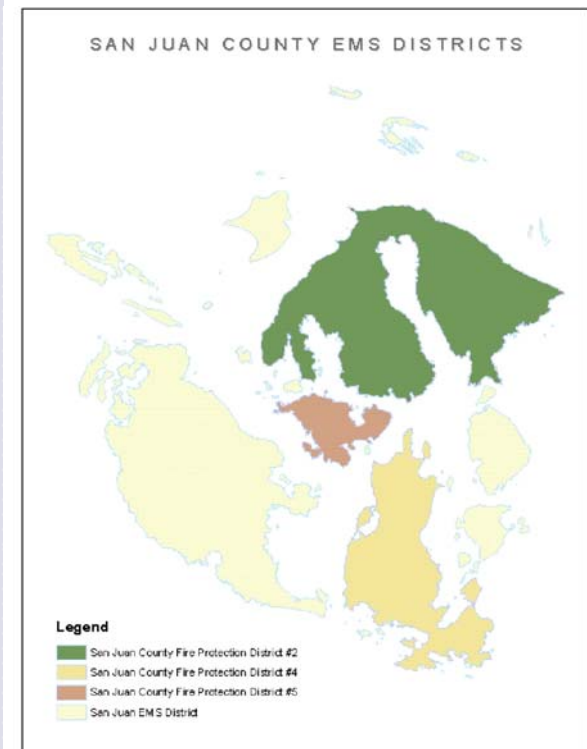 SAN JUAN COUNTY EMS DISTRICTS
Legend
San Juan County Fire Protection District #2
San Juan County Fire Protection District #4
San Juan County Fire Protection District #5
San Juan EMS District